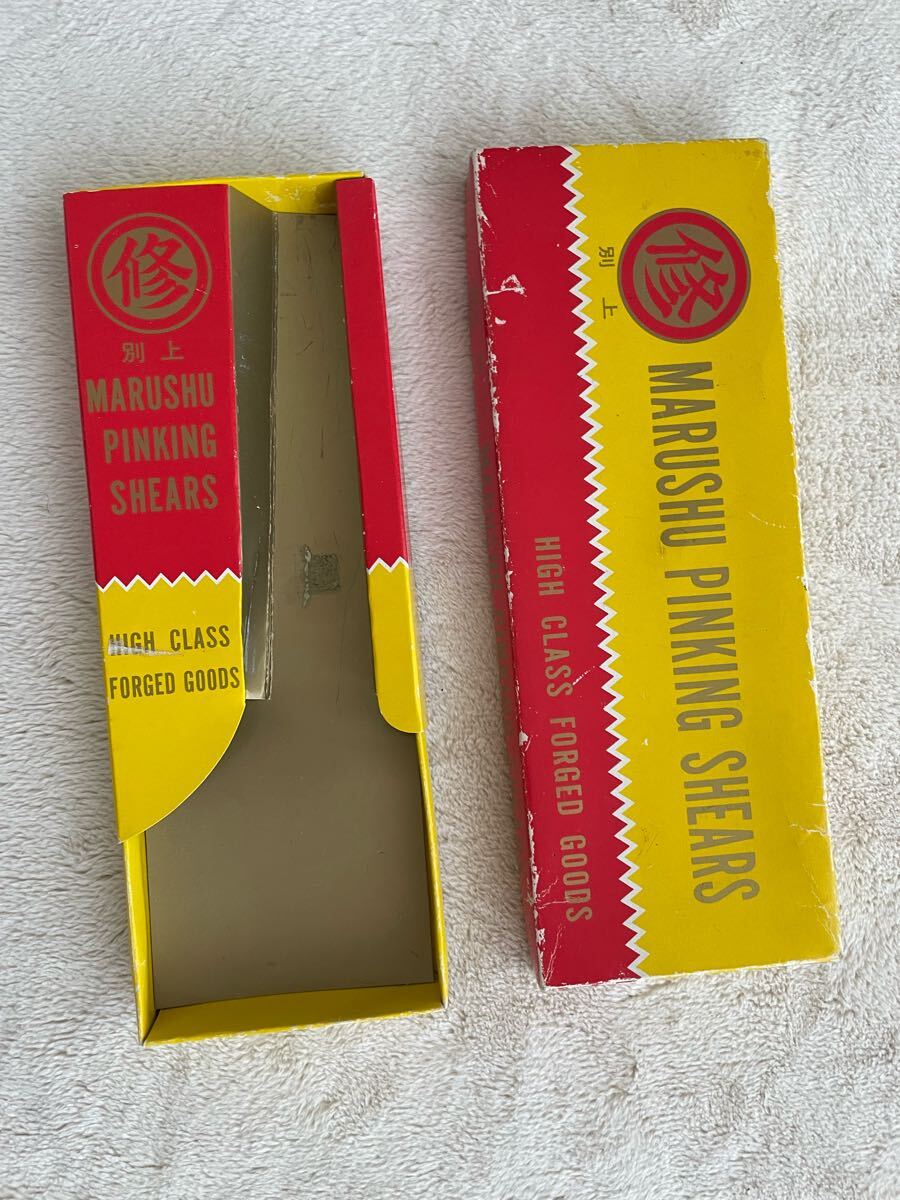 修
別上
MARUSHU
PINKING
SHEARS
HIGH CLASS
FORGED GOODS
修
別上
MARUSHU PINKING SHEARS
HIGH CLASS FORGED GOODS